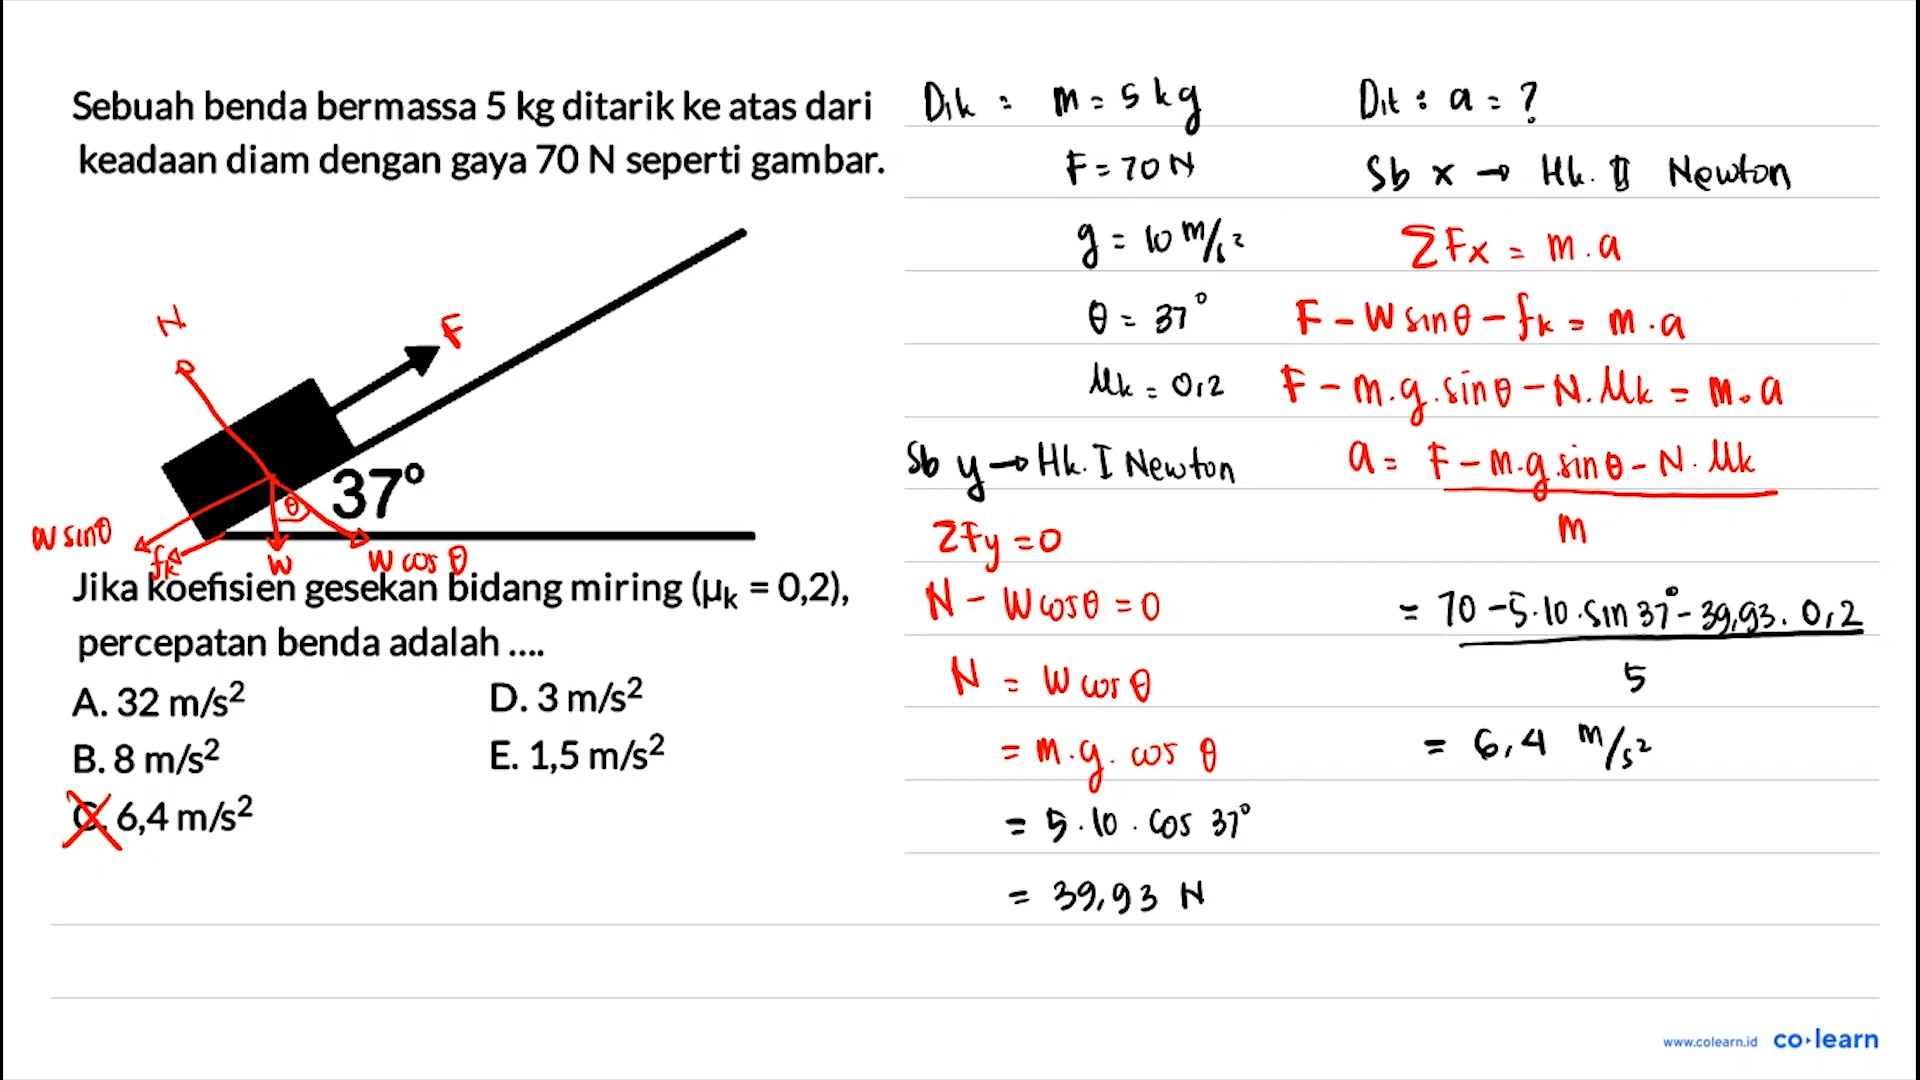 Sebuah benda bermassa 5 kg ditarik ke atas dari
keadaan diam dengan gaya 70 N seperti gambar.
N
F
37°
θ
W sinθ
fk
W
W cos θ
Jika koefisien gesekan bidang miring (μk = 0,2),
percepatan benda adalah ....
A. 32 m/s²
B. 8 m/s²
C. 6,4 m/s²
D. 3 m/s²
E. 1,5 m/s²
Dik : m = 5 kg
F = 70 N
g = 10 m/s²
θ = 37°
μk = 0,2
Sb y → Hk. I Newton
ΣFy = 0
N - W cosθ = 0
N = W cos θ
= m.g. cos θ
= 5.10. cos 37°
= 39,93 N
Dit : a = ?
Sb x → Hk. II Newton
ΣFx = m.a
F - W sinθ - fk = m.a
F - m.g.sin θ - N.μk = m.a
a = F - m.g.sin θ - N.μk
m
= 70 - 5.10.sin 37° - 39,93. 0,2
5
= 6,4 m/s²
www.colearn.id co·learn